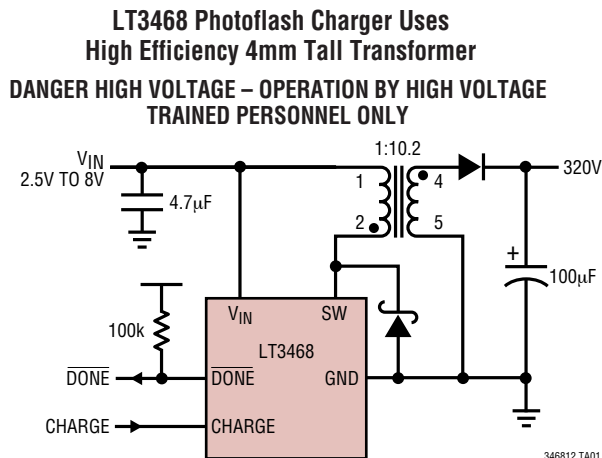 LT3468 Photoflash Charger Uses
High Efficiency 4mm Tall Transformer
DANGER HIGH VOLTAGE – OPERATION BY HIGH VOLTAGE
TRAINED PERSONNEL ONLY
1:10.2
VIN
2.5V TO 8V
4.7µF
1
4
320V
2
5
+
100µF
100k
VIN
SW
LT3468
DONE
DONE
GND
CHARGE
CHARGE
346812 TA01